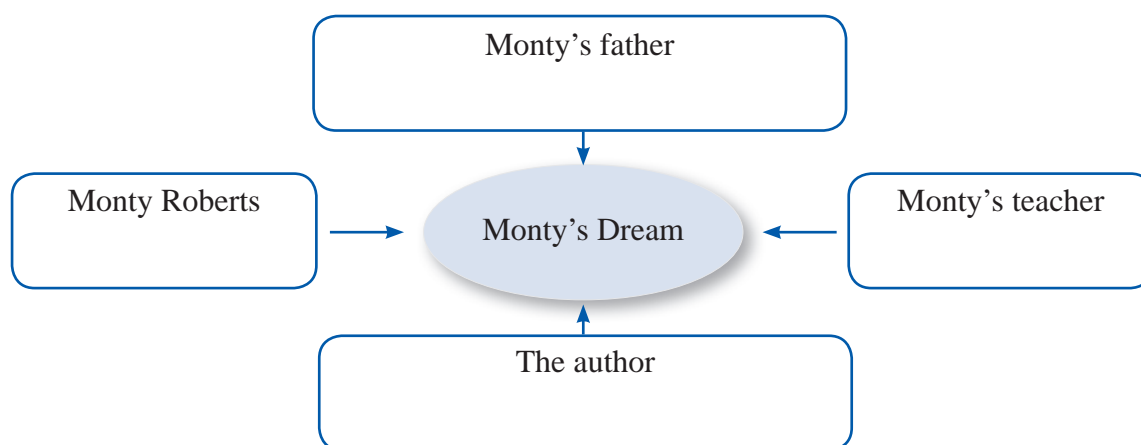 Monty’s father
Monty Roberts
Monty’s Dream
Monty’s teacher
The author